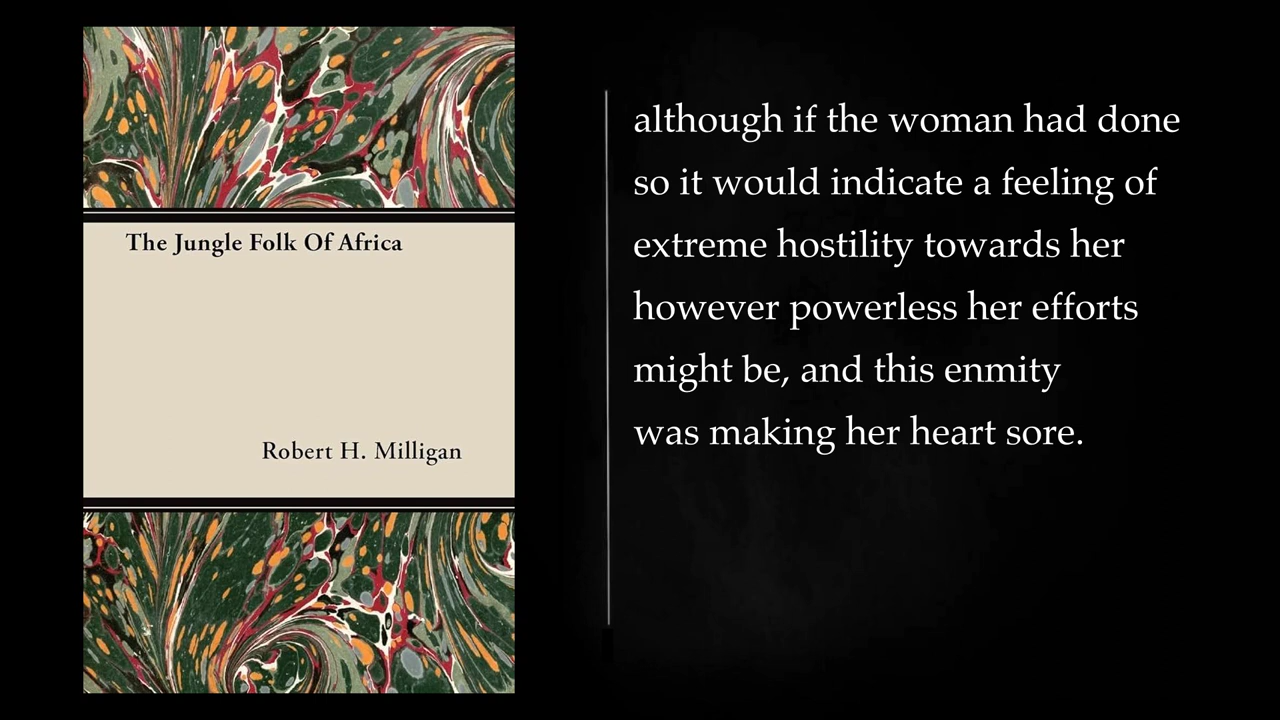 The Jungle Folk Of Africa
Robert H. Milligan
although if the woman had done
so it would indicate a feeling of
extreme hostility towards her
however powerless her efforts
might be, and this enmity
was making her heart sore.